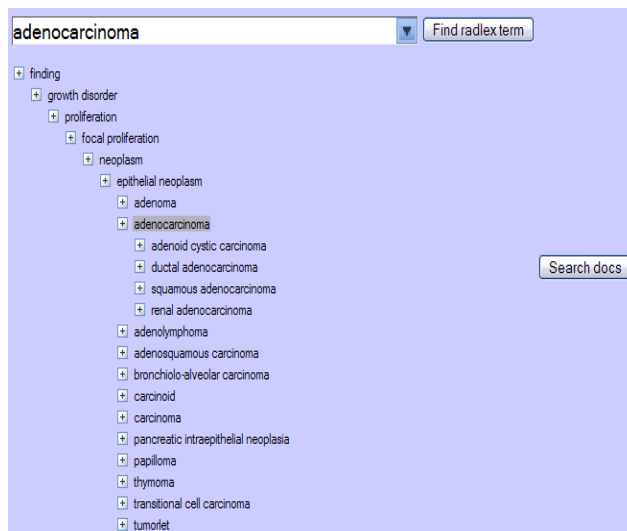 adenocarcinoma Find radlex term
finding
growth disorder
proliferation
focal proliferation
neoplasm
epithelial neoplasm
adenoma
adenocarcinoma
adenoid cystic carcinoma
ductal adenocarcinoma
Search docs
squamous adenocarcinoma
renal adenocarcinoma
adenolymphoma
adenosquamous carcinoma
bronchiolo-alveolar carcinoma
carcinoid
carcinoma
pancreatic intraepithelial neoplasia
papilloma
thymoma
transitional cell carcinoma
tumorlet